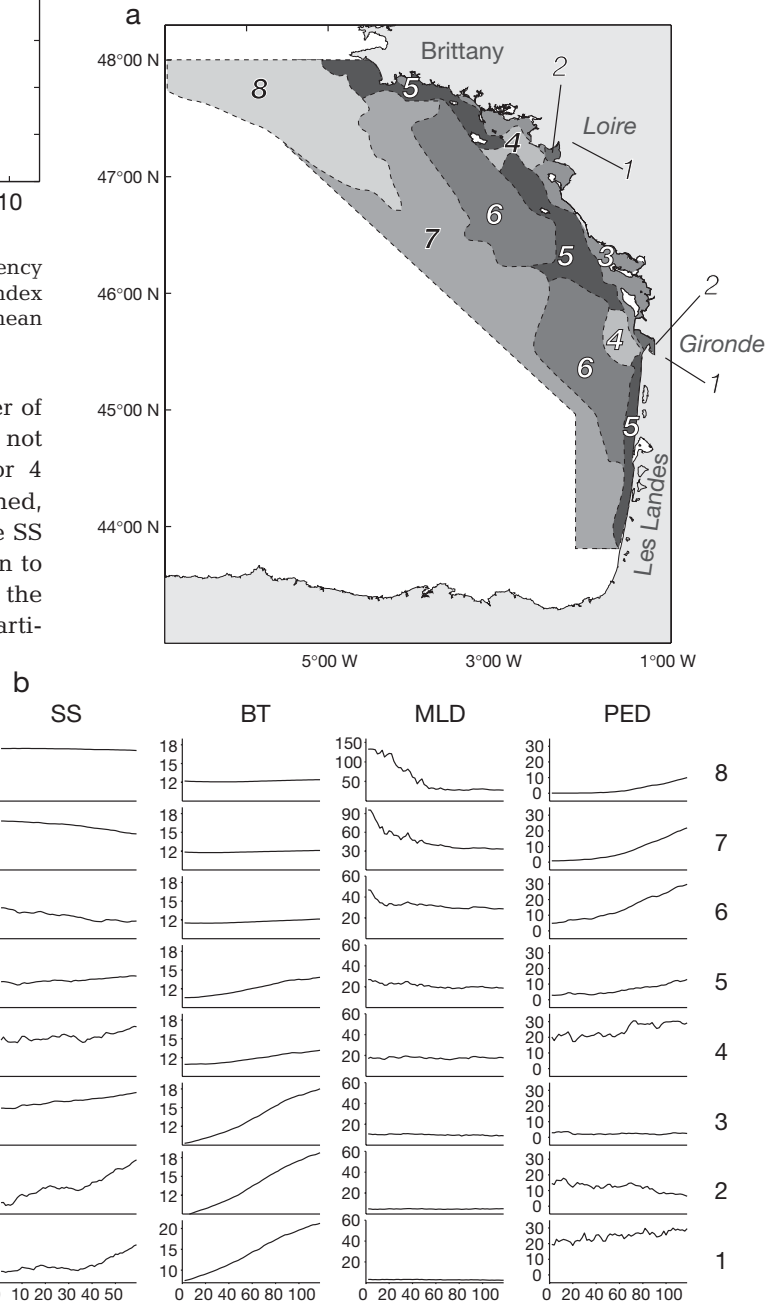 10
ency
ndex
mean
er of
not
or 4
ned,
e SS
n to
the
arti-
a
48°00 N
47°00 N
46°00 N
45°00 N
44°00 N
5°00 W
3°00 W
1°00 W
Brittany
Loire
Gironde
Les Landes
8
5
2
4
1
6
7
5
3
2
4
6
1
5
b
SS BT MLD PED
18 15 12
150 100 50
30 20 10 0
8
18 15 12
90 60 30
30 20 10 0
7
18 15 12
60 40 20
30 20 10 0
6
18 15 12
60 40 20
30 20 10 0
5
18 15 12
60 40 20
30 20 10 0
4
18 15 12
60 40 20
30 20 10 0
3
18 15 12
60 40 20
30 20 10 0
2
20 15 10
60 40 20
30 20 10 0
1
10 20 30 40 50
0 20 40 60 80 100
0 20 40 60 80 100
0 20 40 60 80 100